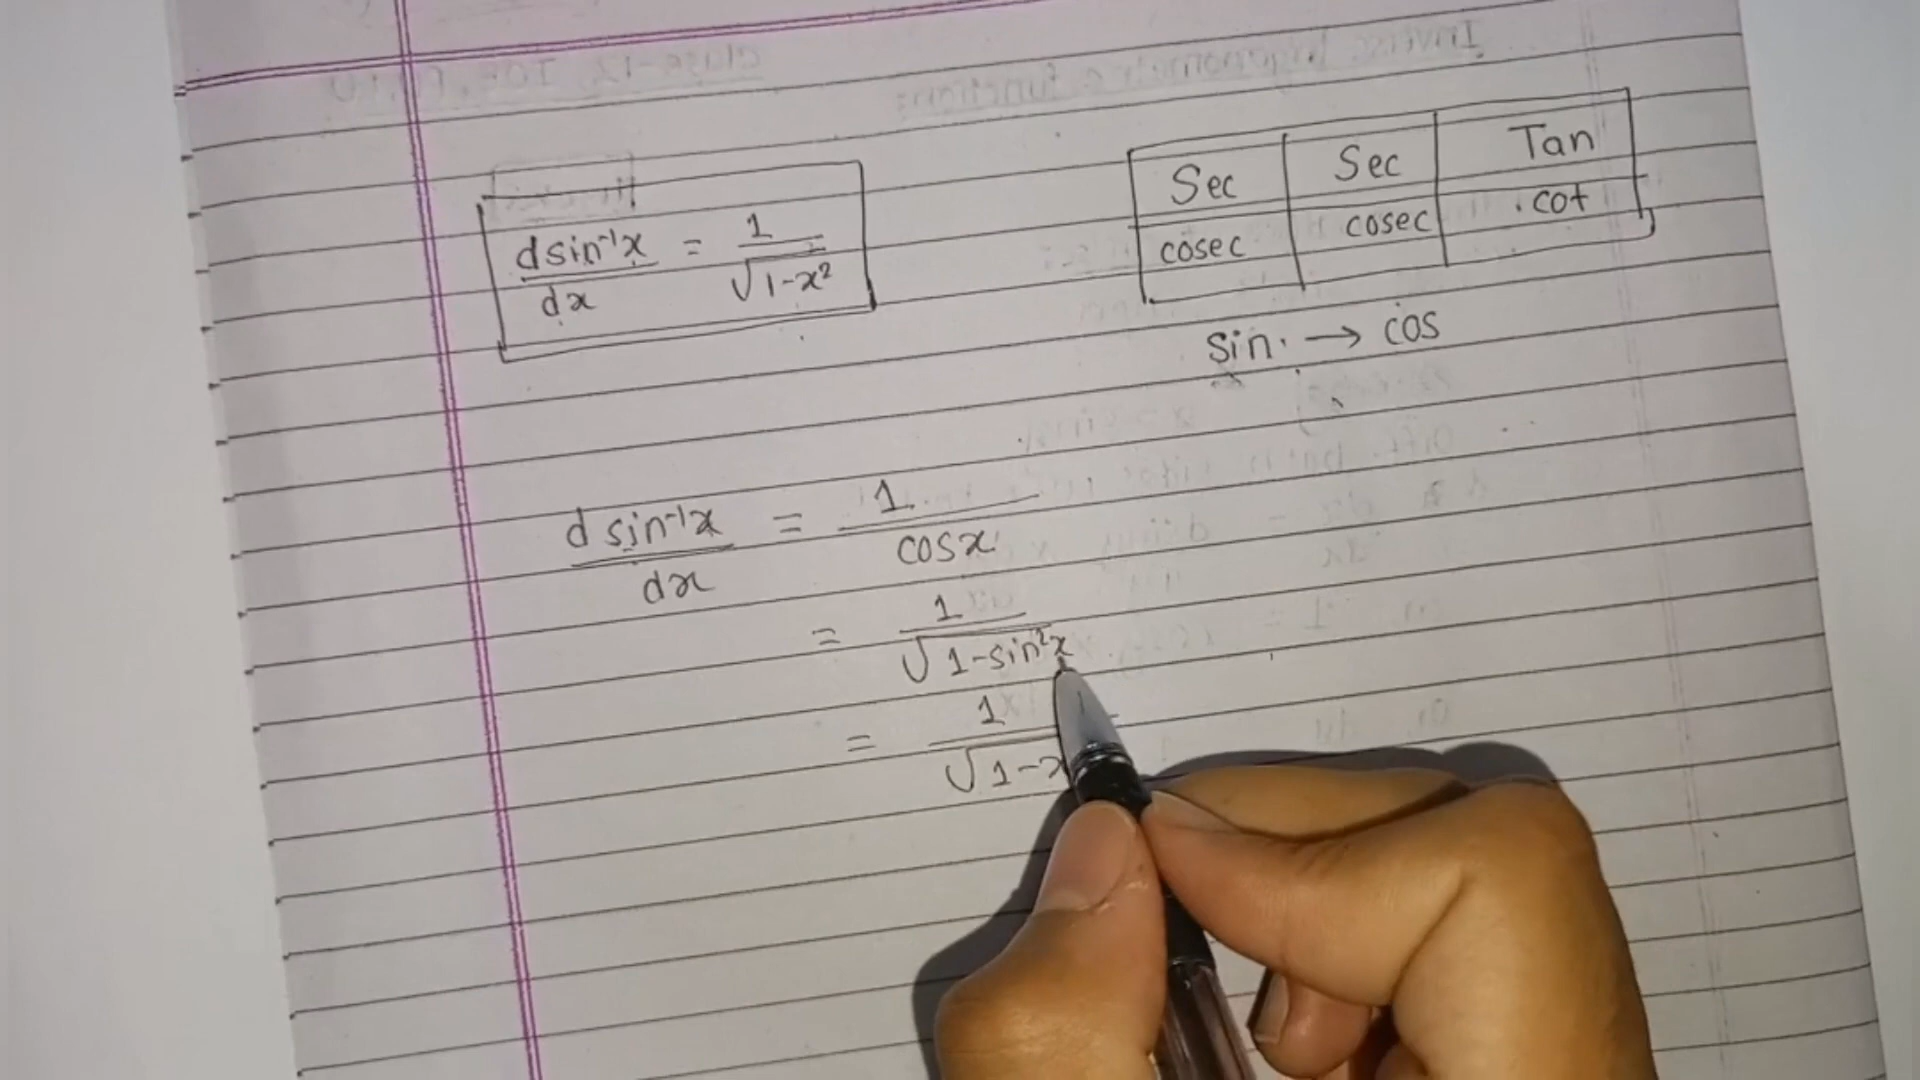 Sec Sec Tan
cosec cosec cot
dsin⁻¹x/dx = 1/√1-x²
sin → cos
d sin⁻¹x/dx = 1/cosx
= 1/√1-sin²x
= 1/√1-x